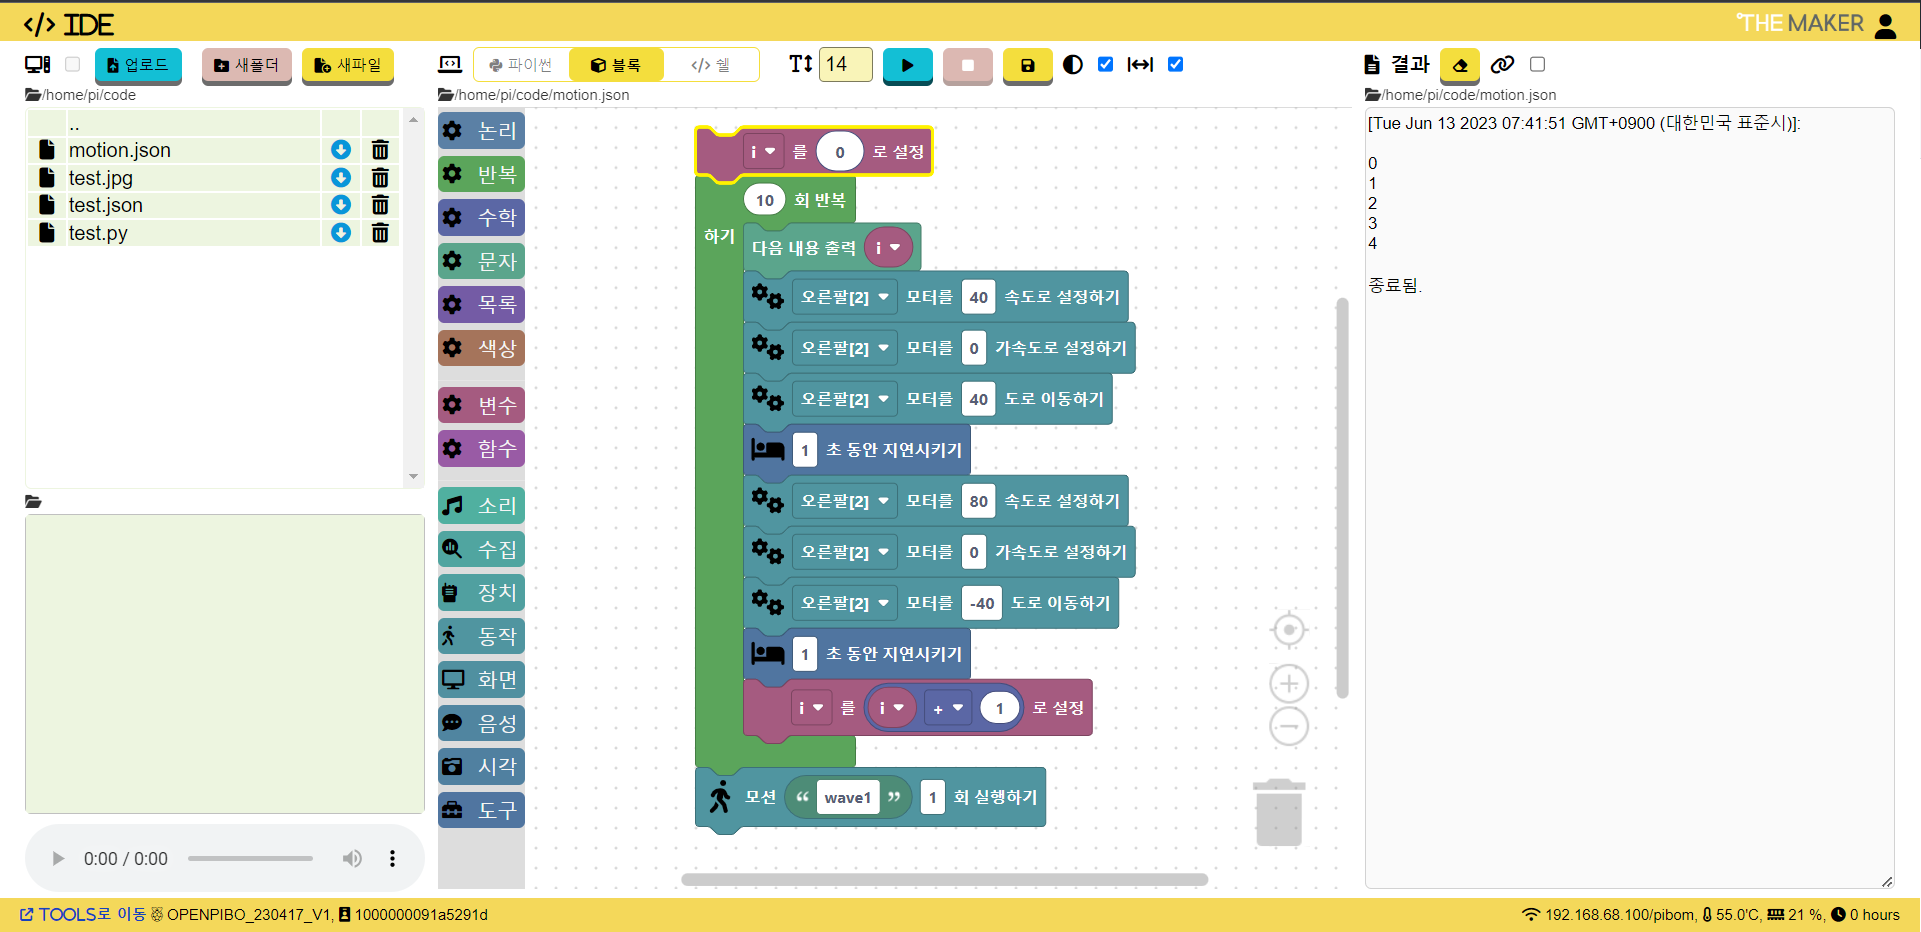 </> IDE
THE MAKER
업로드
새폴더
새파일
파이썬
블록
</> 쉘
T 14
결과
/home/pi/code
/home/pi/code/motion.json
/home/pi/code/motion.json
..
motion.json
test.jpg
test.json
test.py
0:00 / 0:00
논리
반복
수학
문자
목록
색상
변수
함수
소리
수집
장치
동작
화면
음성
시각
도구
i 를 0 로 설정
10 회 반복
하기
다음 내용 출력 i
오른팔[2] 모터를 40 속도로 설정하기
오른팔[2] 모터를 0 가속도로 설정하기
오른팔[2] 모터를 40 도로 이동하기
1 초 동안 지연시키기
오른팔[2] 모터를 80 속도로 설정하기
오른팔[2] 모터를 0 가속도로 설정하기
오른팔[2] 모터를 -40 도로 이동하기
1 초 동안 지연시키기
i 를 i + 1 로 설정
모션 “ wave1 ” 1 회 실행하기
[Tue Jun 13 2023 07:41:51 GMT+0900 (대한민국 표준시)]:
0
1
2
3
4
종료됨.
TOOLS로 이동 OPENPIBO_230417_V1, 1000000091a5291d
192.168.68.100/pibom, 55.0'C, 21 %, 0 hours